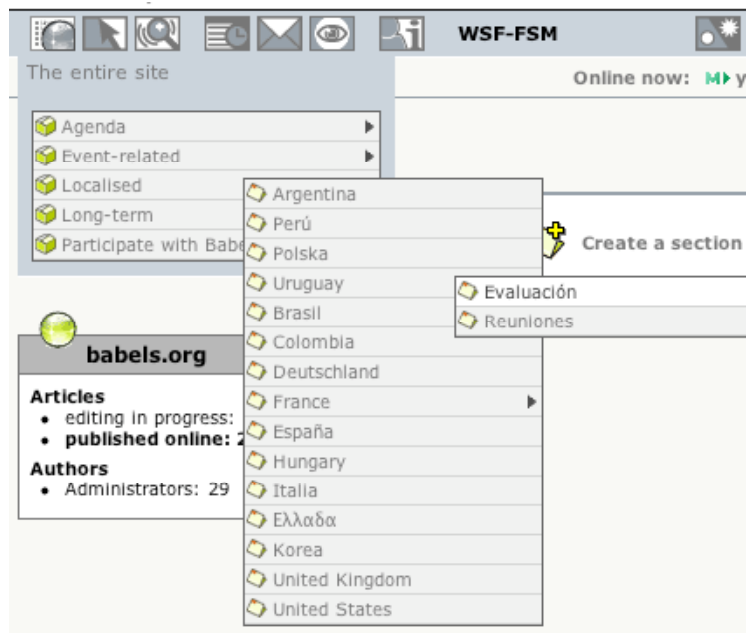 WSF-FSM
The entire site
Online now: M
Agenda
Event-related
Localised
Long-term
Participate with
Argentina
Perú
Polska
Uruguay
Brasil
Colombia
Deutschland
France
España
Hungary
Italia
Ελλαδα
Korea
United Kingdom
United States
Create a section
Evaluación
Reuniones
babels.org
Articles
• editing in progress:
• published online:
Authors
• Administrators: 29